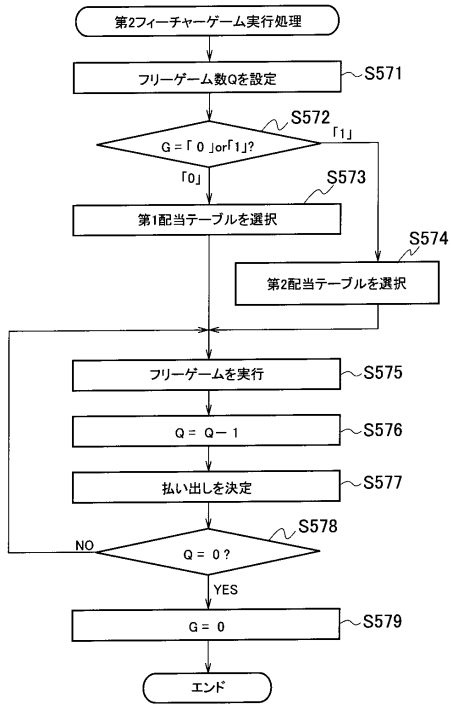 第2フィーチャーゲーム実行処理
フリーゲーム数Qを設定
S571
S572
G=「0」or「1」?
「1」
「0」
S573
第1配当テーブルを選択
S574
第2配当テーブルを選択
フリーゲームを実行
S575
Q = Q－1
S576
払い出しを決定
S577
S578
Q = 0 ?
NO
YES
G = 0
S579
エンド